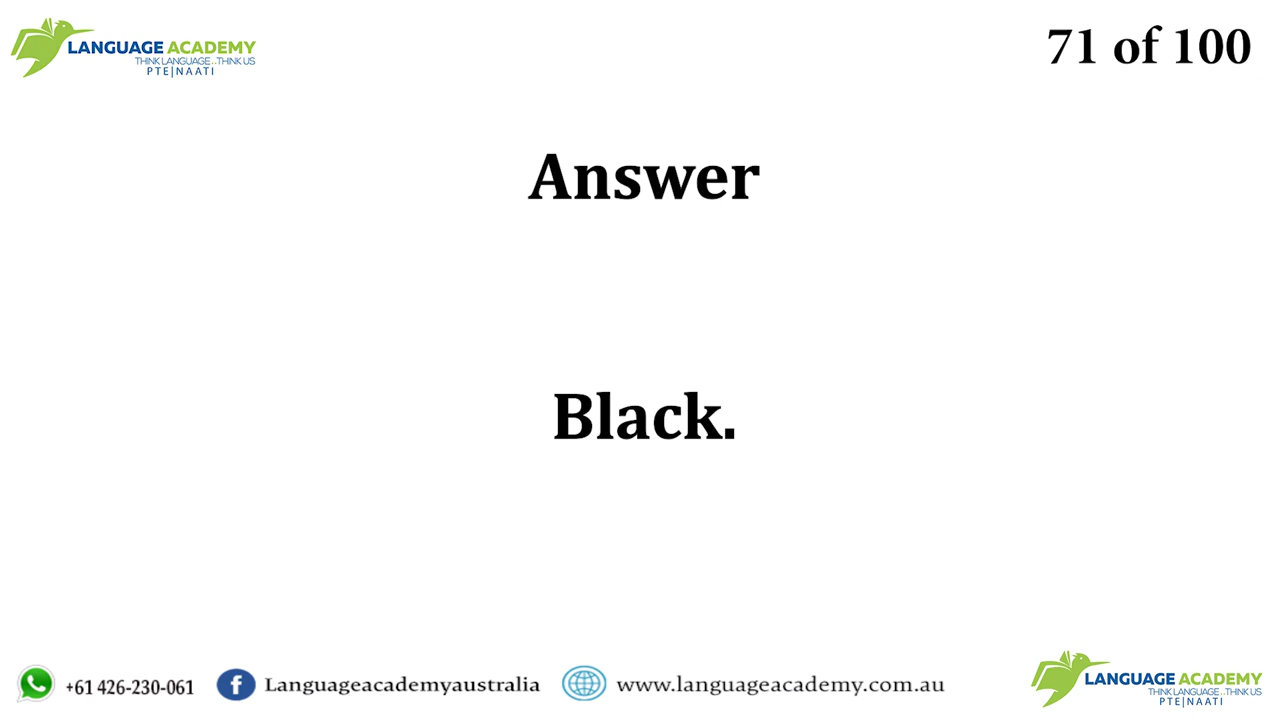 LANGUAGE ACADEMY
THINK LANGUAGE .. THINK US
PTE|NAATI
71 of 100
Answer
Black.
+61 426-230-061
Languageacademyaustralia
www.languageacademy.com.au
LANGUAGE ACADEMY
THINK LANGUAGE .. THINK US
PTE|NAATI